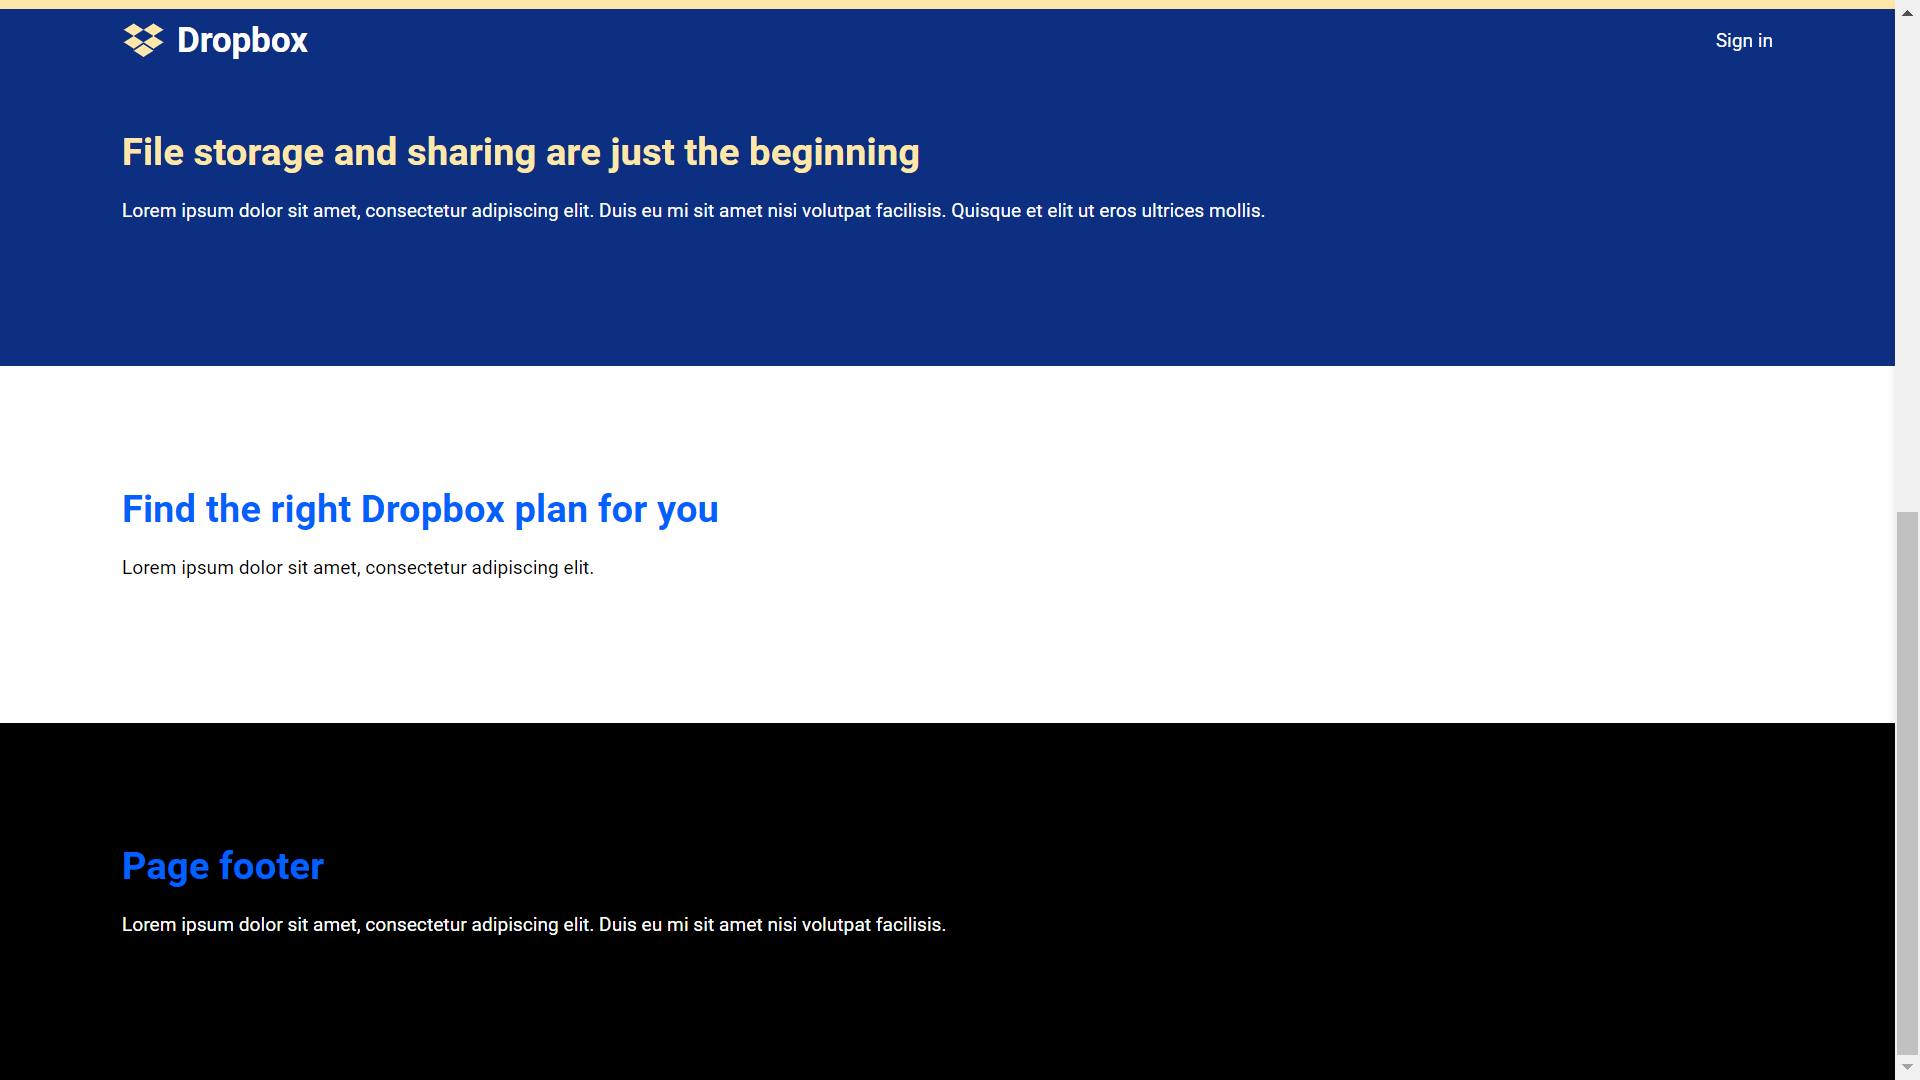 Dropbox
Sign in
File storage and sharing are just the beginning
Lorem ipsum dolor sit amet, consectetur adipiscing elit. Duis eu mi sit amet nisi volutpat facilisis. Quisque et elit ut eros ultrices mollis.
Find the right Dropbox plan for you
Lorem ipsum dolor sit amet, consectetur adipiscing elit.
Page footer
Lorem ipsum dolor sit amet, consectetur adipiscing elit. Duis eu mi sit amet nisi volutpat facilisis.